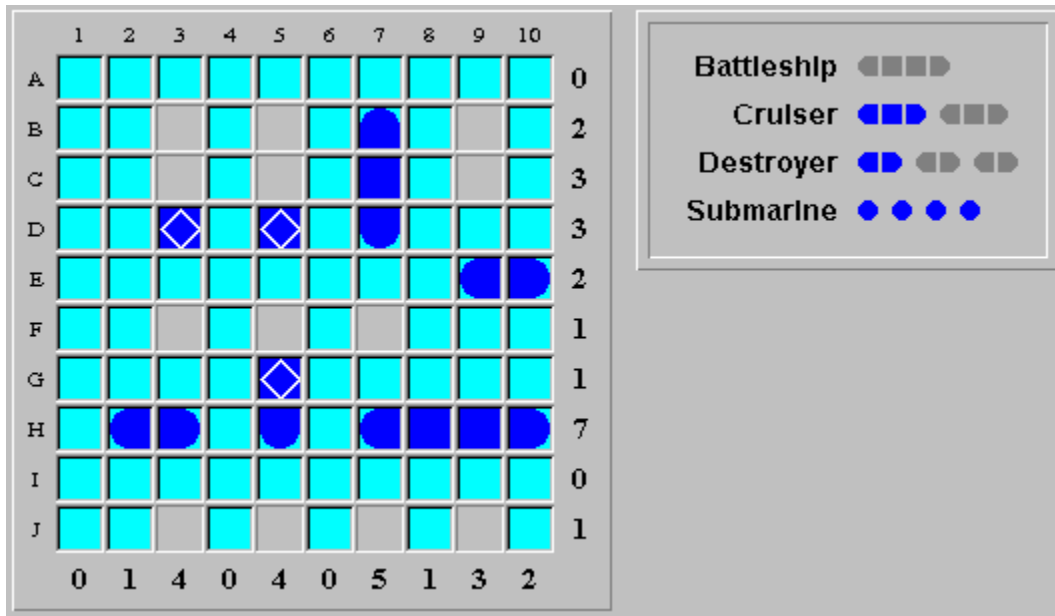 1 2 3 4 5 6 7 8 9 10
A 0
B 2
C 3
D 3
E 2
F 1
G 1
H 7
I 0
J 1
0 1 4 0 4 0 5 1 3 2
Battleship
Cruiser
Destroyer
Submarine